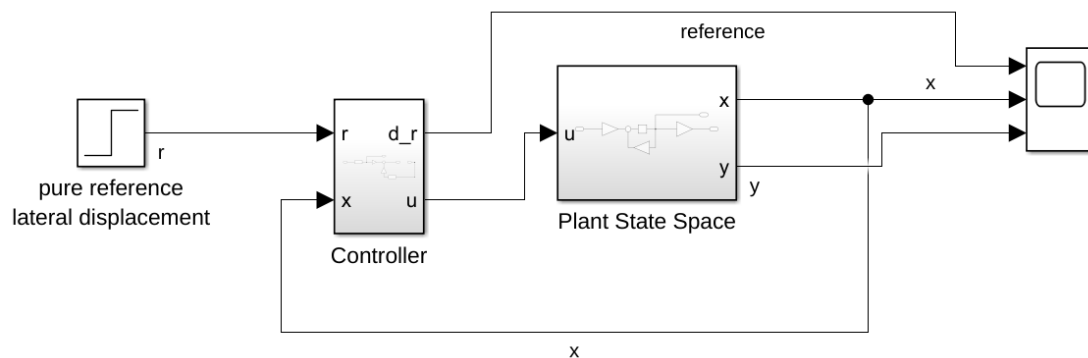 reference
x
r
d_r
x
u
Controller
r
pure reference
lateral displacement
u
x
y
Plant State Space
y
x